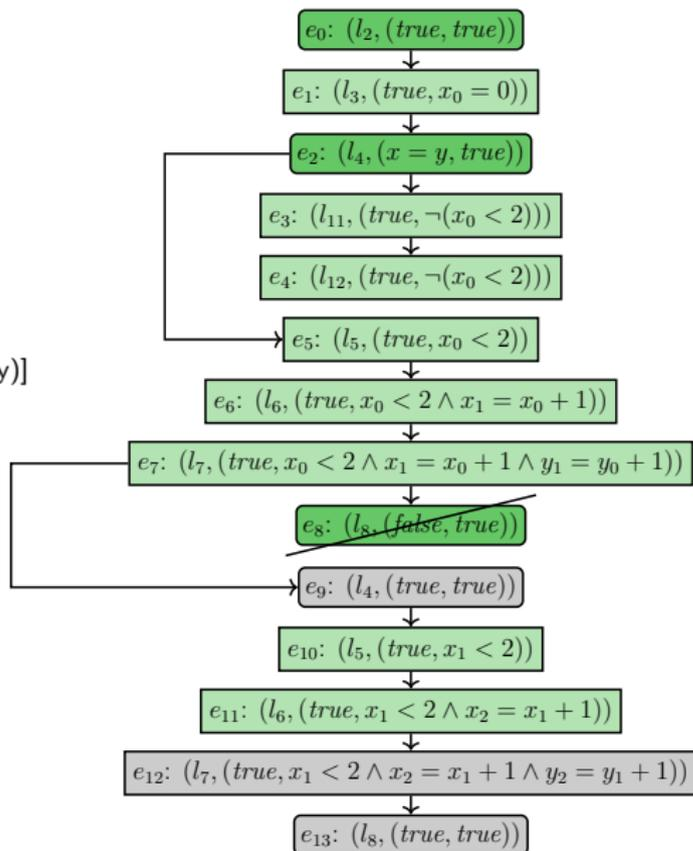 e₀: (l₂, (true, true))
e₁: (l₃, (true, x₀ = 0))
e₂: (l₄, (x = y, true))
e₃: (l₁₁, (true, ¬(x₀ < 2)))
e₄: (l₁₂, (true, ¬(x₀ < 2)))
e₅: (l₅, (true, x₀ < 2))
y)]
e₆: (l₆, (true, x₀ < 2 ∧ x₁ = x₀ + 1))
e₇: (l₇, (true, x₀ < 2 ∧ x₁ = x₀ + 1 ∧ y₁ = y₀ + 1))
e₈: (l₈, (false, true))
e₉: (l₄, (true, true))
e₁₀: (l₅, (true, x₁ < 2))
e₁₁: (l₆, (true, x₁ < 2 ∧ x₂ = x₁ + 1))
e₁₂: (l₇, (true, x₁ < 2 ∧ x₂ = x₁ + 1 ∧ y₂ = y₁ + 1))
e₁₃: (l₈, (true, true))